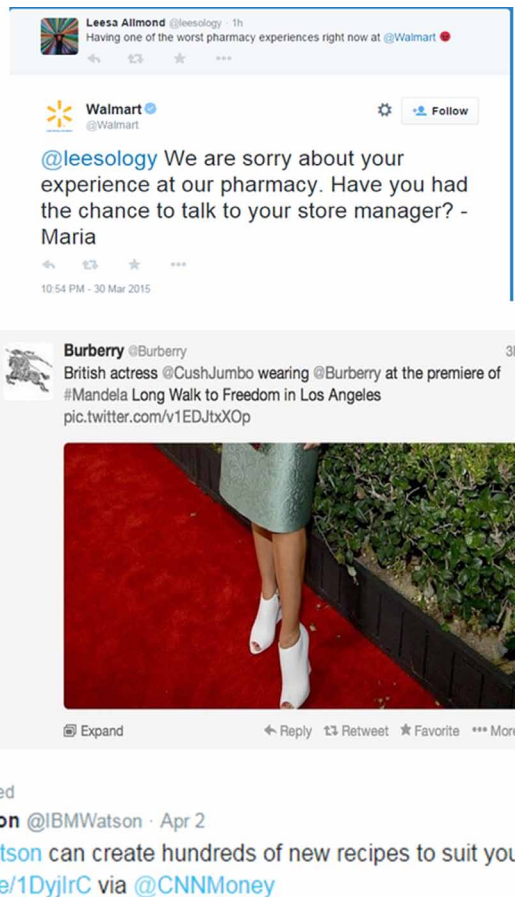 Leesa Allmond @leesology · 1h
Having one of the worst pharmacy experiences right now at @Walmart
Walmart
Follow
@Walmart
@leesology We are sorry about your
experience at our pharmacy. Have you had
the chance to talk to your store manager? -
Maria
10:54 PM - 30 Mar 2015
Burberry @Burberry 3
British actress @CushJumbo wearing @Burberry at the premiere of
#Mandela Long Walk to Freedom in Los Angeles
pic.twitter.com/v1EDJtxXOp
Expand Reply Retweet Favorite More
ed
on @IBMWatson · Apr 2
tson can create hundreds of new recipes to suit you
e/1DyjIrC via @CNNMoney